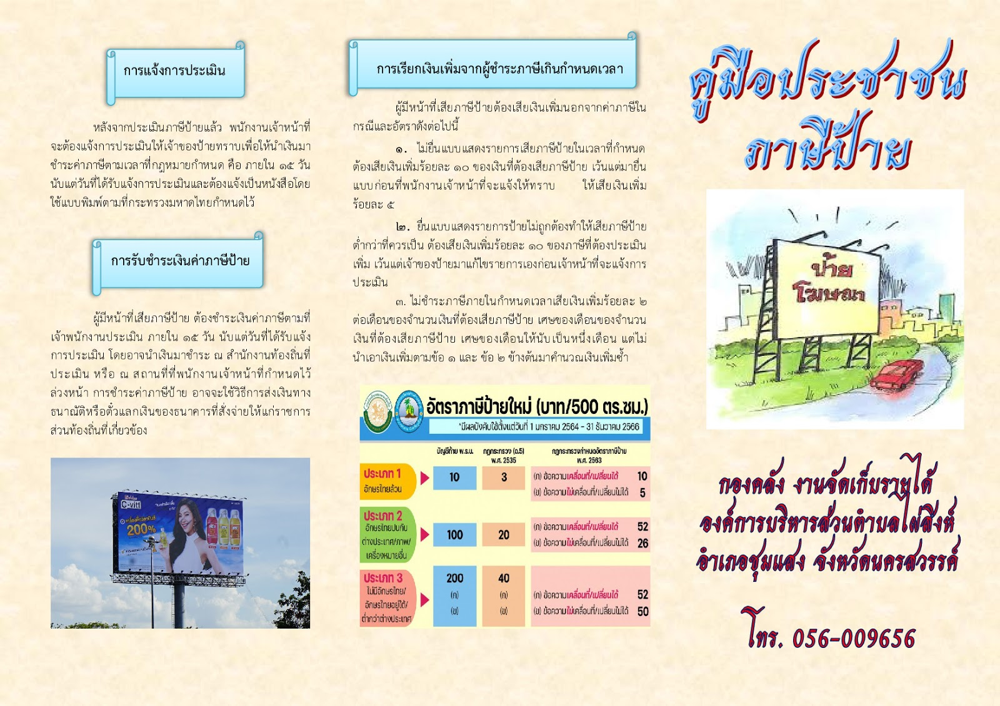 การแจ้งการประเมิน
หลังจากประเมินภาษีป้ายแล้ว พนักงานเจ้าหน้าที่
จะต้องแจ้งการประเมินให้เจ้าของป้ายทราบเพื่อให้นำเงินมา
ชำระค่าภาษีตามเวลาที่กฎหมายกำหนด คือ ภายใน ๑๕ วัน
นับแต่วันที่ได้รับแจ้งการประเมินและต้องแจ้งเป็นหนังสือโดย
ใช้แบบพิมพ์ตามที่กระทรวงมหาดไทยกำหนดไว้
การรับชำระเงินค่าภาษีป้าย
ผู้มีหน้าที่เสียภาษีป้าย ต้องชำระเงินค่าภาษีตามที่
เจ้าพนักงานประเมิน ภายใน ๑๕ วัน นับแต่วันที่ได้รับแจ้ง
การประเมิน โดยอาจนำเงินมาชำระ ณ สำนักงานท้องถิ่นที่
ประเมิน หรือ ณ สถานที่ที่พนักงานเจ้าหน้าที่กำหนดไว้
ล่วงหน้า การชำระค่าภาษีป้าย อาจจะใช้วิธีการส่งเงินทาง
ธนาณัติหรือตั๋วแลกเงินของธนาคารที่สั่งจ่ายให้แก่ราชการ
ส่วนท้องถิ่นที่เกี่ยวข้อง
C-vitt
200%
การเรียกเงินเพิ่มจากผู้ชำระภาษีเกินกำหนดเวลา
ผู้มีหน้าที่เสียภาษีป้ายต้องเสียเงินเพิ่มนอกจากค่าภาษีใน
กรณีและอัตราดังต่อไปนี้
๑. ไม่ยื่นแบบแสดงรายการเสียภาษีป้ายในเวลาที่กำหนด
ต้องเสียเงินเพิ่มร้อยละ ๑๐ ของเงินที่ต้องเสียภาษีป้าย เว้นแต่มายื่น
แบบก่อนที่พนักงานเจ้าหน้าที่จะแจ้งให้ทราบ ให้เสียเงินเพิ่ม
ร้อยละ ๕
๒. ยื่นแบบแสดงรายการป้ายไม่ถูกต้องทำให้เสียภาษีป้าย
ต่ำกว่าที่ควรเป็น ต้องเสียเงินเพิ่มร้อยละ ๑๐ ของภาษีที่ต้องประเมิน
เพิ่ม เว้นแต่เจ้าของป้ายมาแก้ไขรายการเองก่อนเจ้าหน้าที่จะแจ้งการ
ประเมิน
๓. ไม่ชำระภาษีภายในกำหนดเวลาเสียเงินเพิ่มร้อยละ ๒
ต่อเดือนของจำนวนเงินที่ต้องเสียภาษีป้าย เศษของเดือนของจำนวน
เงินที่ต้องเสียภาษีป้าย เศษของเดือนให้นับเป็นหนึ่งเดือน แต่ไม่
นำเอาเงินเพิ่มตามข้อ ๑ และ ข้อ ๒ ข้างต้นมาคำนวณเงินเพิ่มซ้ำ
อัตราภาษีป้ายใหม่ (บาท/500 ตร.ซม.)
*มีผลบังคับใช้ตั้งแต่วันที่ 1 มกราคม 2564 - 31 ธันวาคม 2566
บัญชีท้าย พ.ร.บ. กฎกระทรวง (ฉ.5) กฎกระทรวงกำหนดอัตราภาษีป้าย
พ.ศ. 2535 พ.ศ. 2563
ประเภท 1 10 3 (ก) ข้อความเคลื่อนที่/เปลี่ยนได้ 10
อักษรไทยล้วน (ข) ข้อความไม่เคลื่อนที่/เปลี่ยนไม่ได้ 5
ประเภท 2
อักษรไทยปนกับ (ก) ข้อความเคลื่อนที่/เปลี่ยนได้ 52
ต่างประเทศ/ภาพ/ 100 20 (ข) ข้อความไม่เคลื่อนที่/เปลี่ยนไม่ได้ 26
เครื่องหมายอื่น
ประเภท 3 200 40
ไม่มีอักษรไทย/ (ก) (ก) (ก) ข้อความเคลื่อนที่/เปลี่ยนได้ 52
อักษรไทยอยู่ใต้/ (ข) (ข) (ข) ข้อความไม่เคลื่อนที่/เปลี่ยนไม่ได้ 50
ต่ำกว่าต่างประเทศ
คู่มือประชาชน
ภาษีป้าย
ป้าย
โฆษณา
กองคลัง งานจัดเก็บรายได้
องค์การบริหารส่วนตำบลไผ่สิงห์
อำเภอชุมแสง จังหวัดนครสวรรค์
โทร. 056-009656